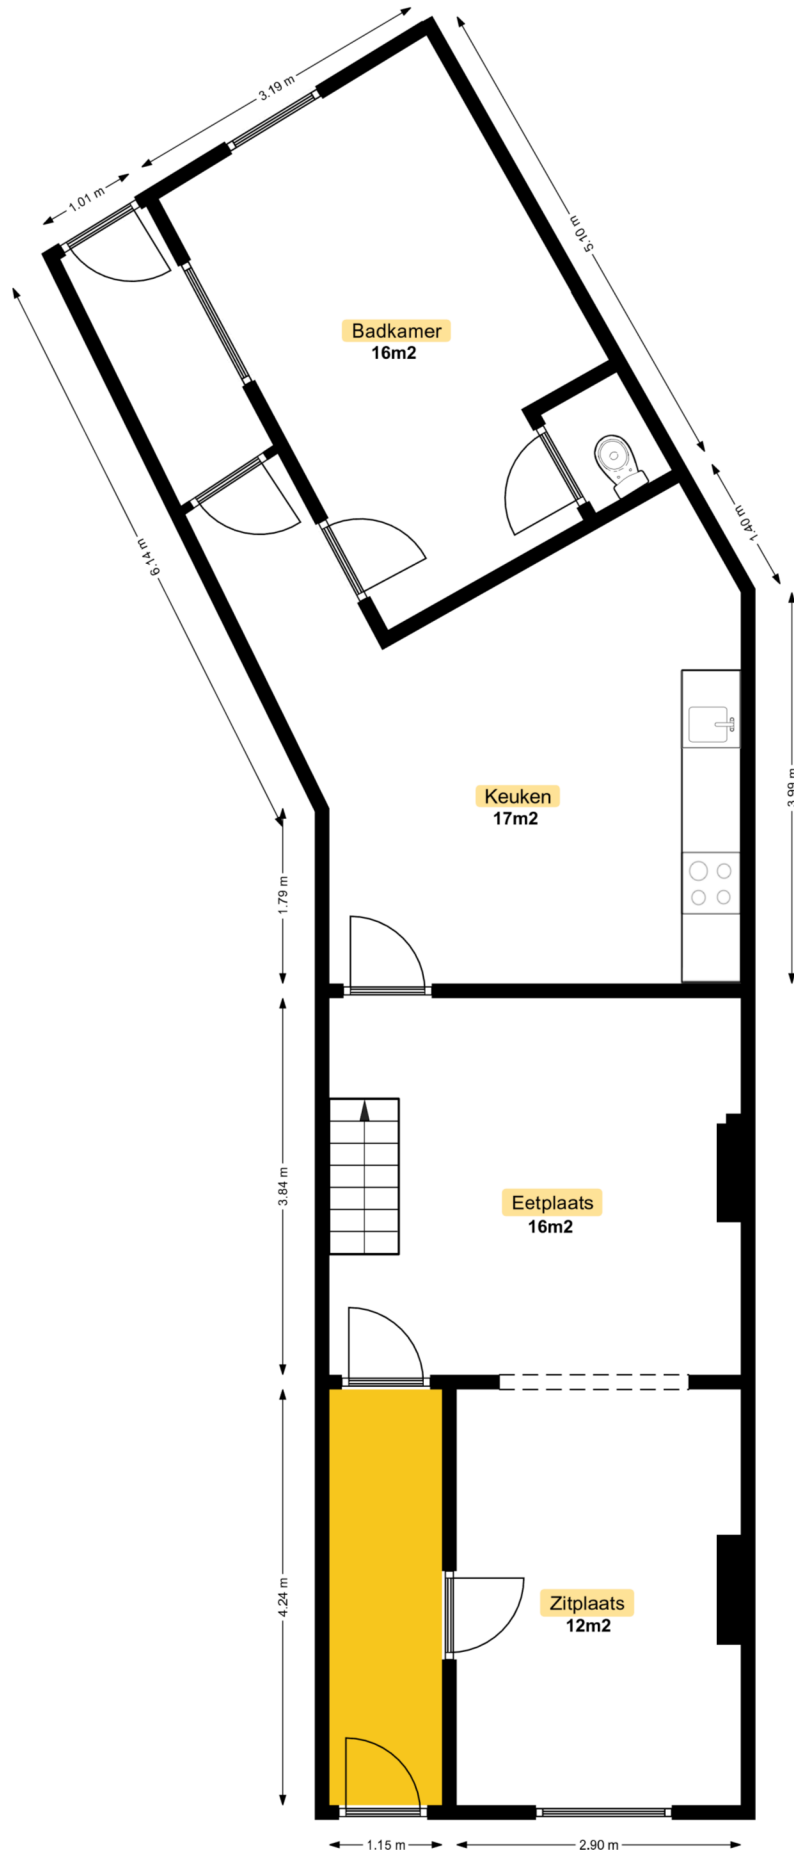 3.19 m
1.01 m
5.10 m
Badkamer
16m2
1.40 m
6.14 m
3.99 m
Keuken
17m2
1.79 m
3.84 m
Eetplaats
16m2
4.24 m
Zitplaats
12m2
1.15 m
2.90 m